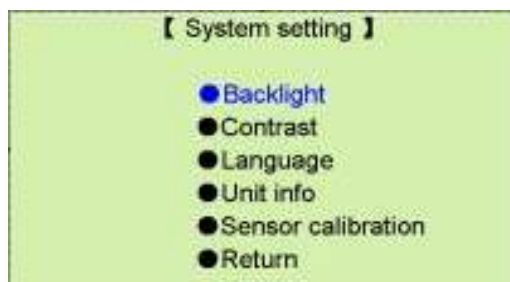 【 System setting 】
●Backlight
●Contrast
●Language
●Unit info
●Sensor calibration
●Return